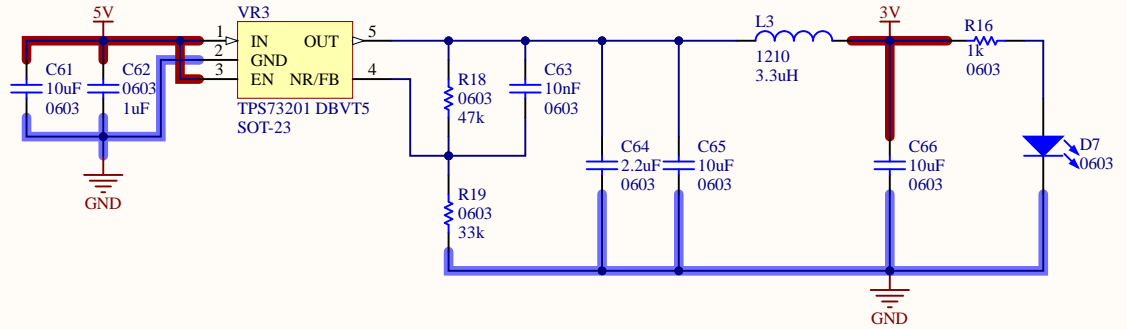 5V
C61
10uF
0603
C62
0603
1uF
GND
VR3
1
2
3
IN
GND
EN
OUT
NR/FB
5
4
TPS73201 DBVT5
SOT-23
R18
0603
47k
C63
10nF
0603
R19
0603
33k
C64
2.2uF
0603
C65
10uF
0603
L3
1210
3.3uH
3V
C66
10uF
0603
R16
1k
0603
D7
0603
GND